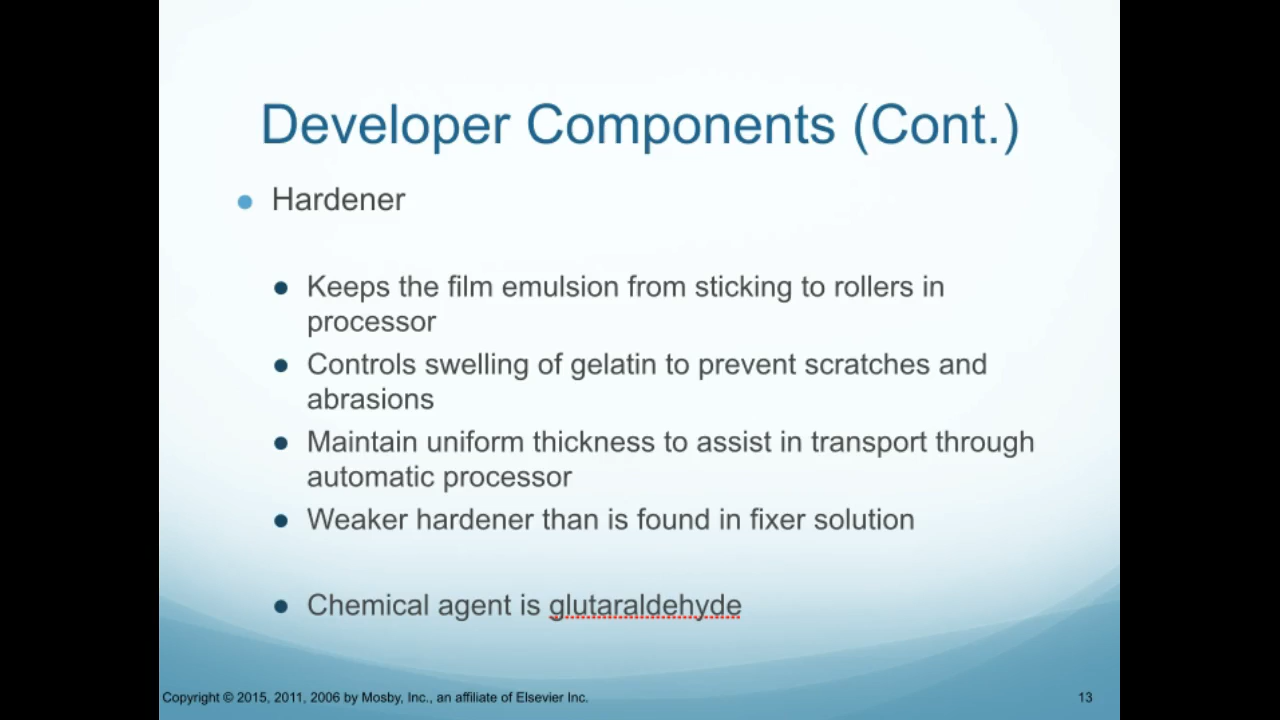 Developer Components (Cont.)
Hardener
Keeps the film emulsion from sticking to rollers in
processor
Controls swelling of gelatin to prevent scratches and
abrasions
Maintain uniform thickness to assist in transport through
automatic processor
Weaker hardener than is found in fixer solution
Chemical agent is glutaraldehyde
Copyright © 2015, 2011, 2006 by Mosby, Inc., an affiliate of Elsevier Inc.
13